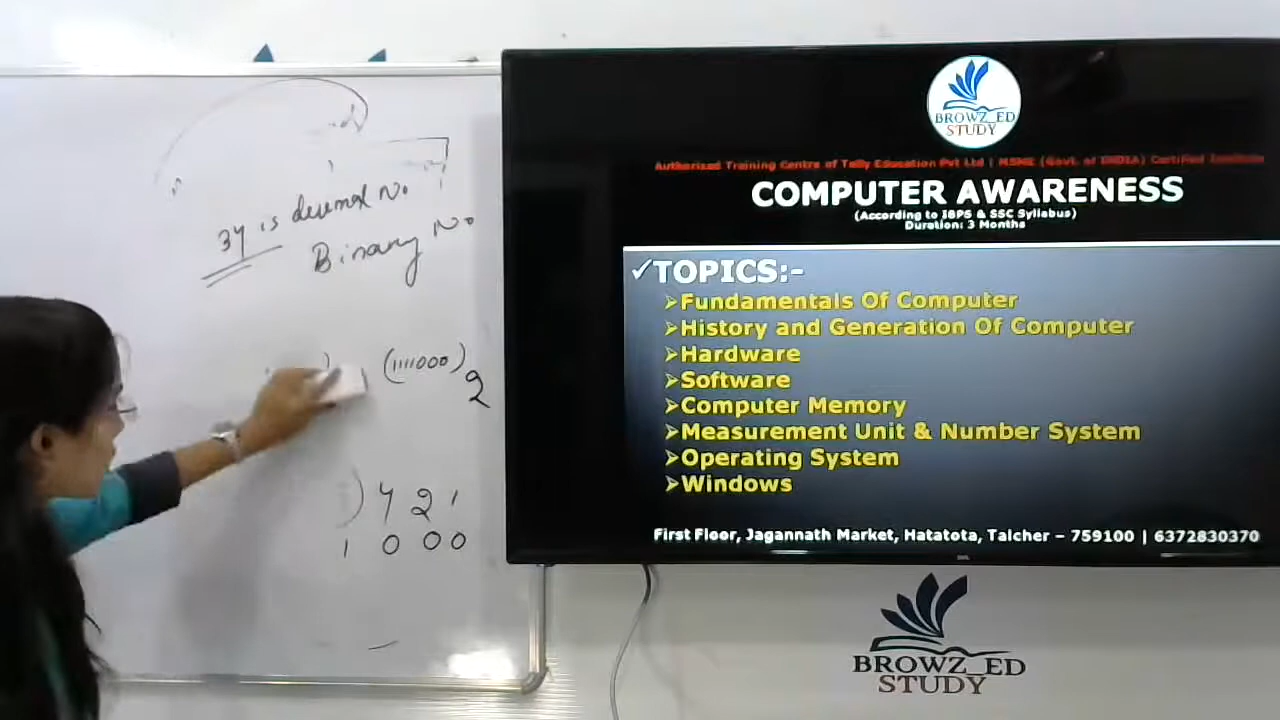 34 is decimal No
Binary No
(1111000)2
4 2 1
1 0 0 0
BROWZ_ED
STUDY
Authorised Training Centre of Tally Education Pvt Ltd | MSME (Govt. of INDIA) Certified Institute
COMPUTER AWARENESS
(According to IBPS & SSC Syllabus)
Duration: 3 Months
✓TOPICS:-
➢Fundamentals Of Computer
➢History and Generation Of Computer
➢Hardware
➢Software
➢Computer Memory
➢Measurement Unit & Number System
➢Operating System
➢Windows
First Floor, Jagannath Market, Hatatota, Talcher – 759100 | 6372830370
BROWZ_ED
STUDY